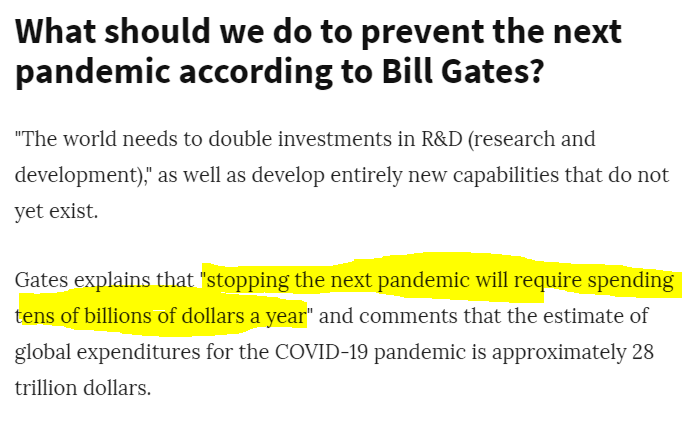 What should we do to prevent the next
pandemic according to Bill Gates?
"The world needs to double investments in R&D (research and
development)," as well as develop entirely new capabilities that do not
yet exist.
Gates explains that "stopping the next pandemic will require spending
tens of billions of dollars a year" and comments that the estimate of
global expenditures for the COVID-19 pandemic is approximately 28
trillion dollars.